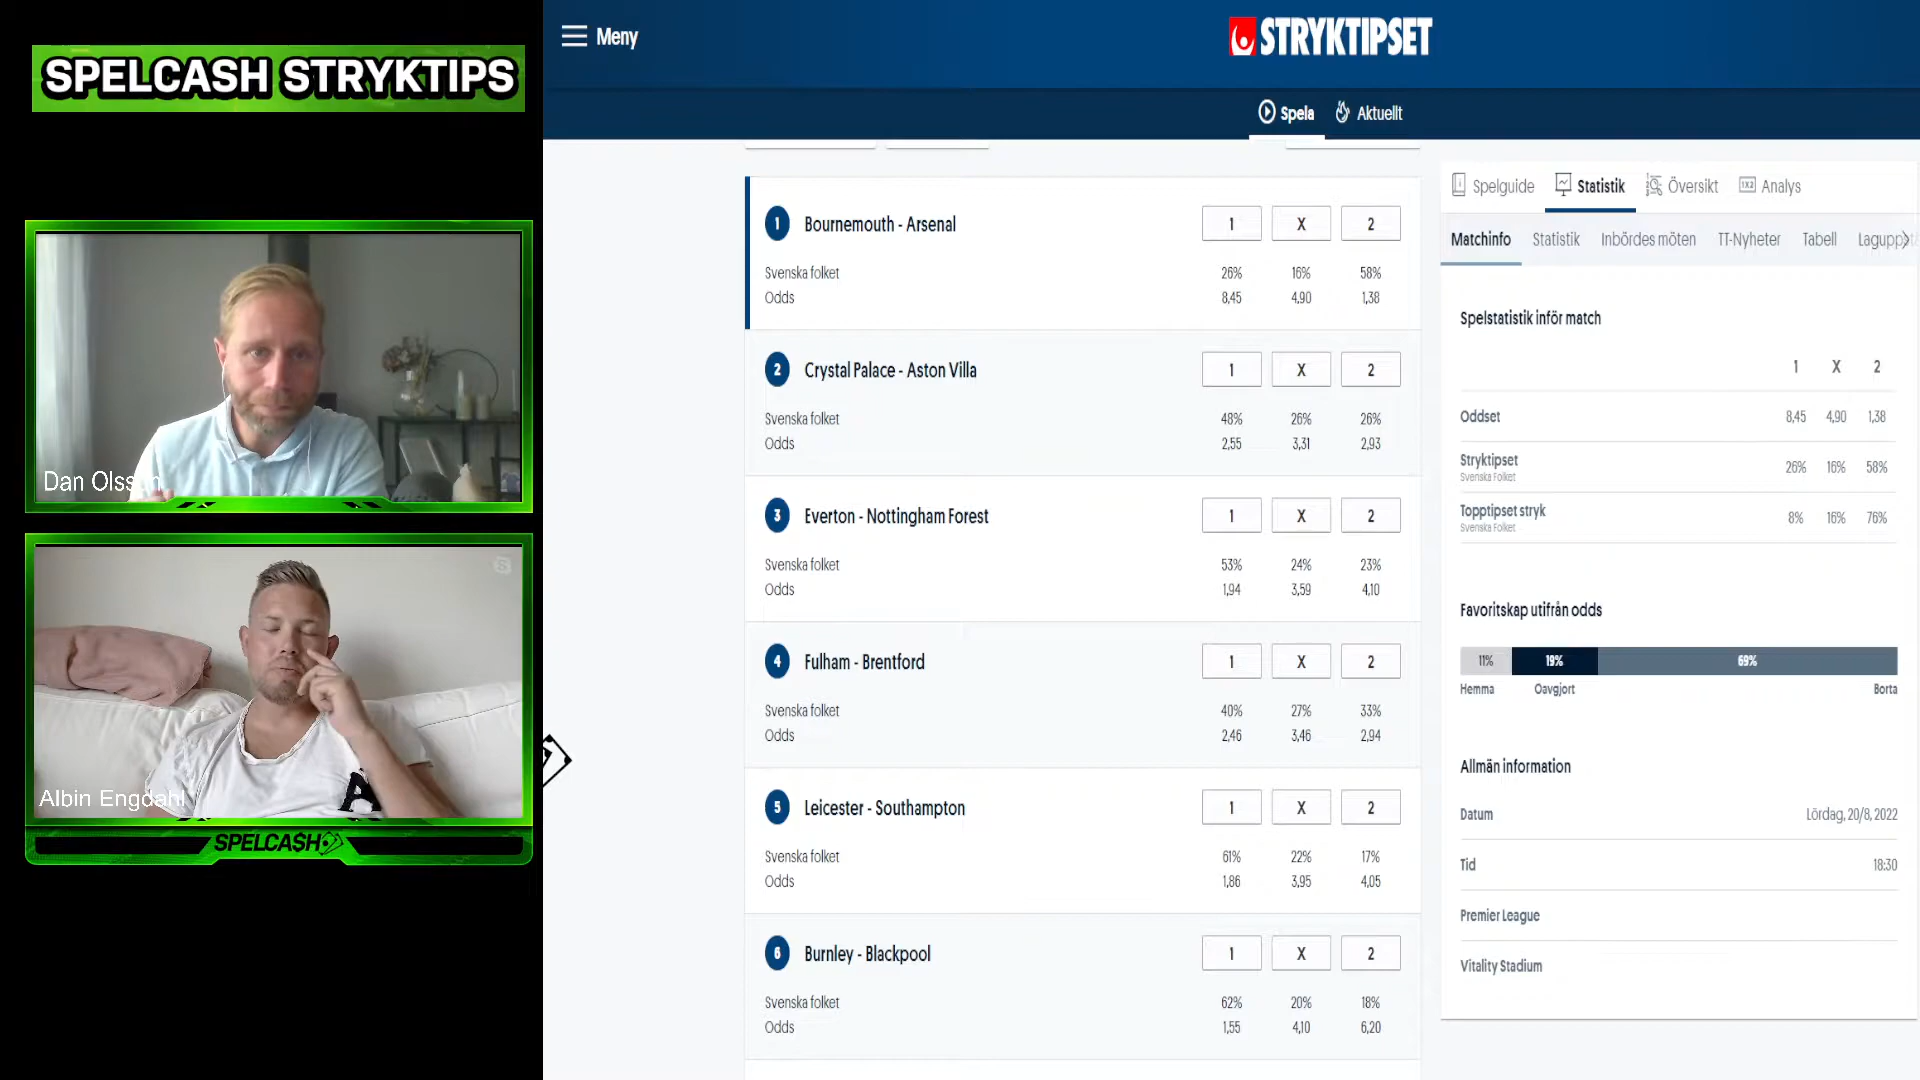 SPELCASH STRYKTIPS
Dan Olsson
Albin Engdahl
SPELCA$H
Meny
STRYKTIPSET
Spela
Aktuellt
1 Bournemouth - Arsenal 1 X 2
Svenska folket 26% 16% 58%
Odds 8,45 4,90 1,38
2 Crystal Palace - Aston Villa 1 X 2
Svenska folket 48% 26% 26%
Odds 2,55 3,31 2,93
3 Everton - Nottingham Forest 1 X 2
Svenska folket 53% 24% 23%
Odds 1,94 3,59 4,10
4 Fulham - Brentford 1 X 2
Svenska folket 40% 27% 33%
Odds 2,46 3,46 2,94
5 Leicester - Southampton 1 X 2
Svenska folket 61% 22% 17%
Odds 1,86 3,95 4,05
6 Burnley - Blackpool 1 X 2
Svenska folket 62% 20% 18%
Odds 1,55 4,10 6,20
Spelguide Statistik Översikt Analys
Matchinfo Statistik Inbördes möten TT-Nyheter Tabell
Spelstatistik inför match
1 X 2
Oddset 8,45 4,90 1,38
Stryktipset 26% 16% 58%
Svenska Folket
Topptipset stryk 8% 16% 76%
Svenska Folket
Favoritskap utifrån odds
11% 19% 69%
Hemma Oavgjort Borta
Allmän information
Datum Lördag, 20/8, 2022
Tid 18:30
Premier League
Vitality Stadium